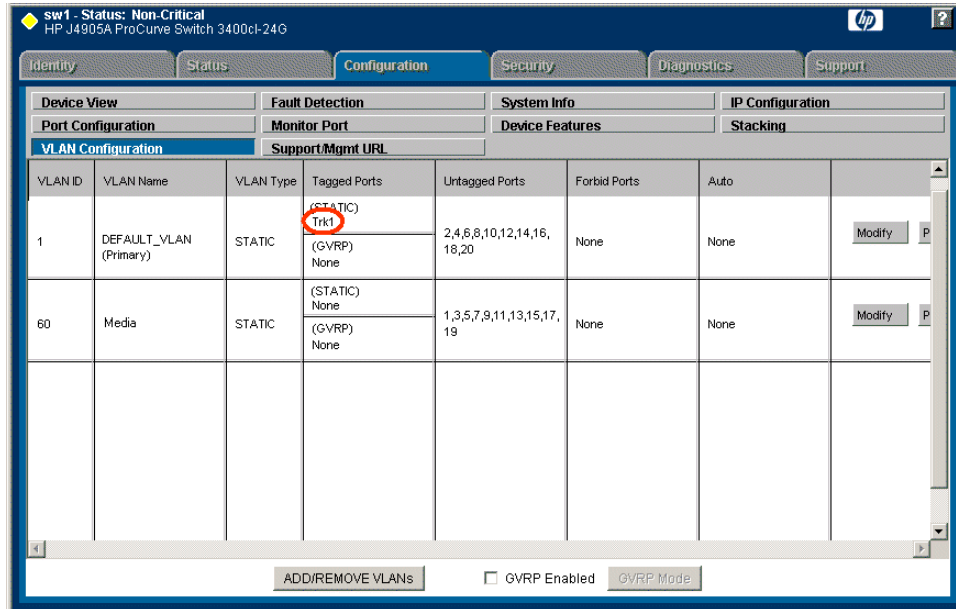 sw1 - Status: Non-Critical
HP J4905A ProCurve Switch 3400cl-24G
hp
?
Identity
Status
Configuration
Security
Diagnostics
Support
Device View
Fault Detection
System Info
IP Configuration
Port Configuration
Monitor Port
Device Features
Stacking
VLAN Configuration
Support/Mgmt URL
VLAN ID
VLAN Name
VLAN Type
Tagged Ports
Untagged Ports
Forbid Ports
Auto
1
DEFAULT_VLAN
(Primary)
STATIC
(STATIC)
Trk1
(GVRP)
None
2,4,6,8,10,12,14,16,
18,20
None
None
Modify
P
60
Media
STATIC
(STATIC)
None
(GVRP)
None
1,3,5,7,9,11,13,15,17,
19
None
None
Modify
P
ADD/REMOVE VLANs
GVRP Enabled
GVRP Mode